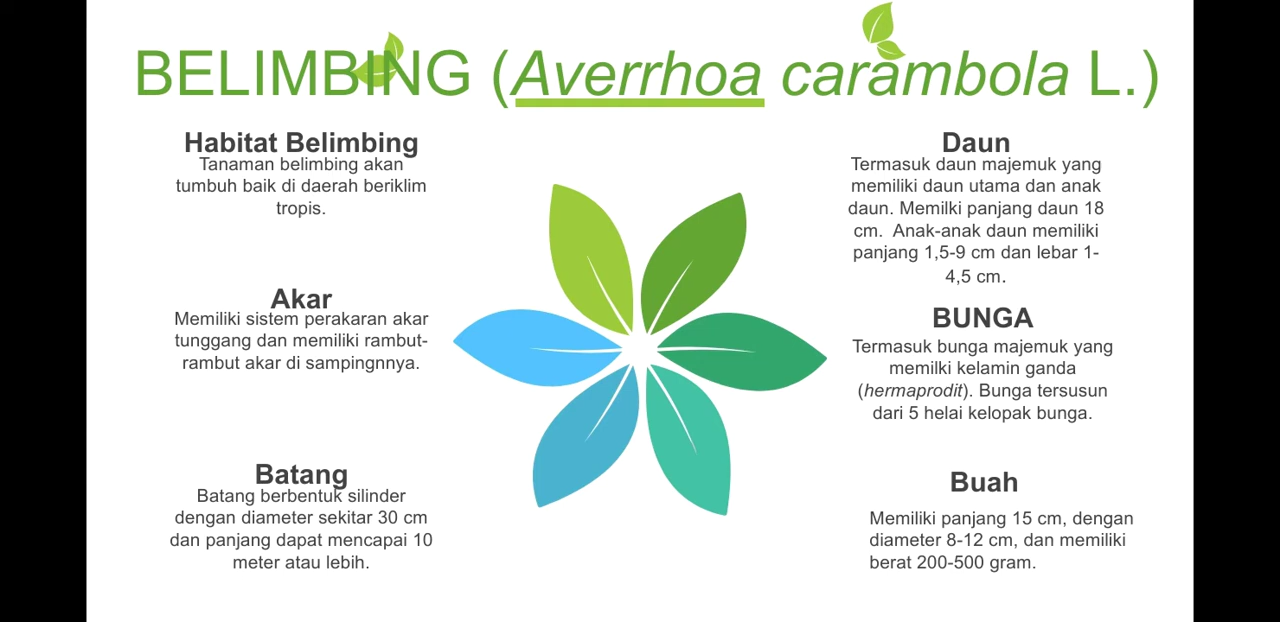 BELIMBING (Averrhoa carambola L.)
Habitat Belimbing
Tanaman belimbing akan
tumbuh baik di daerah beriklim
tropis.
Akar
Memiliki sistem perakaran akar
tunggang dan memiliki rambut-
rambut akar di sampingnnya.
Batang
Batang berbentuk silinder
dengan diameter sekitar 30 cm
dan panjang dapat mencapai 10
meter atau lebih.
Daun
Termasuk daun majemuk yang
memiliki daun utama dan anak
daun. Memilki panjang daun 18
cm.  Anak-anak daun memiliki
panjang 1,5-9 cm dan lebar 1-
4,5 cm.
BUNGA
Termasuk bunga majemuk yang
memilki kelamin ganda
(hermaprodit). Bunga tersusun
dari 5 helai kelopak bunga.
Buah
Memiliki panjang 15 cm, dengan
diameter 8-12 cm, dan memiliki
berat 200-500 gram.